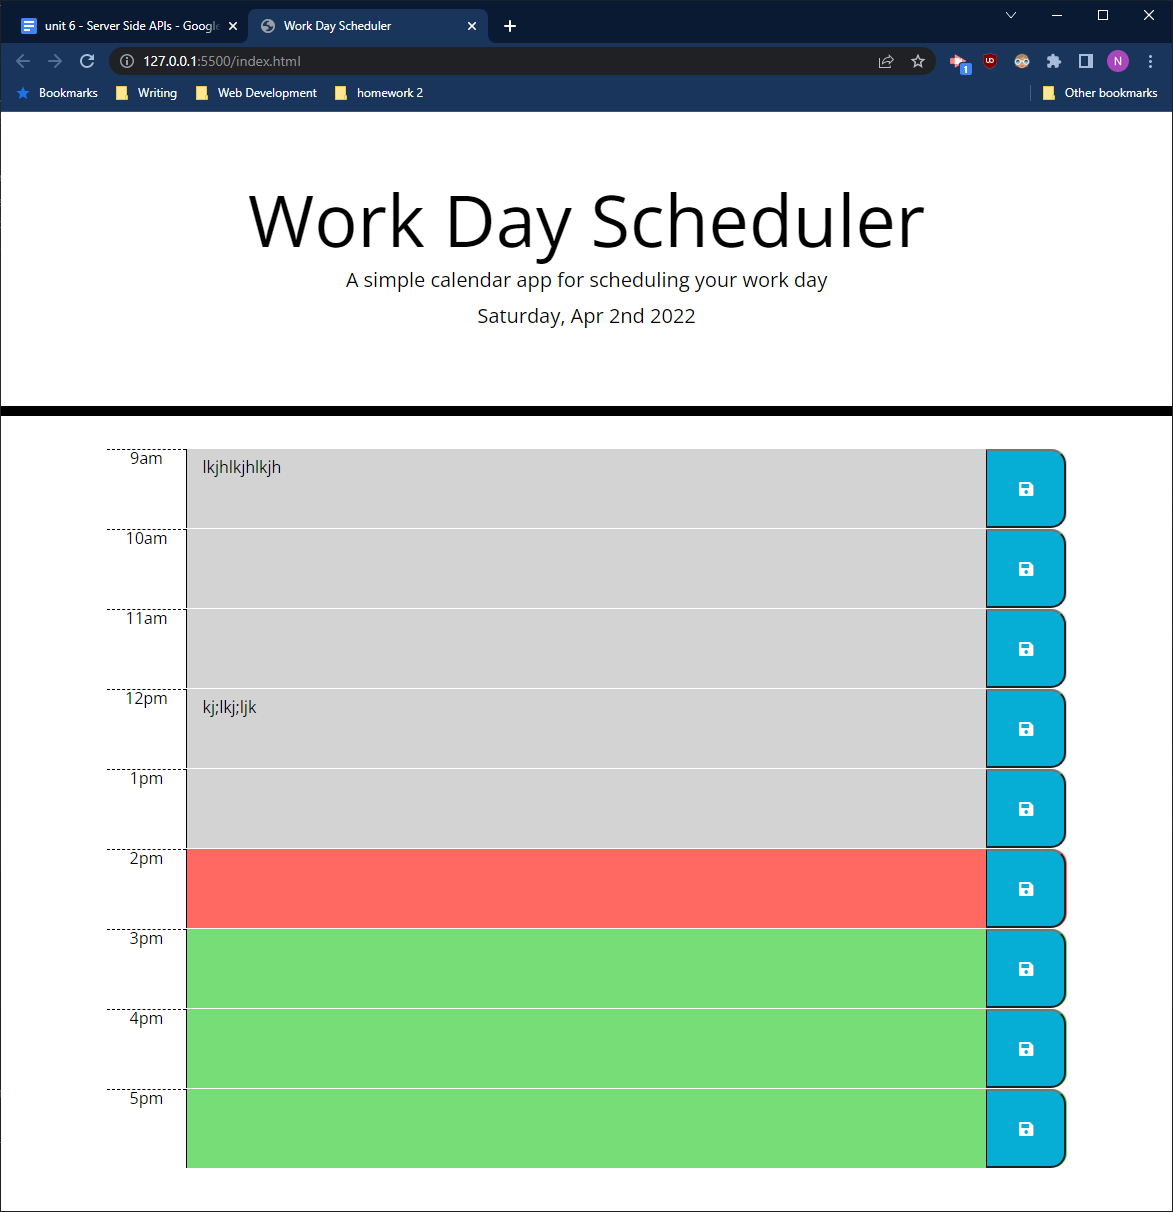 unit 6 - Server Side APIs - Google
Work Day Scheduler
127.0.0.1:5500/index.html
1
UD
N
Bookmarks
Writing
Web Development
homework 2
Other bookmarks
Work Day Scheduler
A simple calendar app for scheduling your work day
Saturday, Apr 2nd 2022
9am
lkjhlkjhlkjh
10am
11am
12pm
kj;lkj;ljk
1pm
2pm
3pm
4pm
5pm